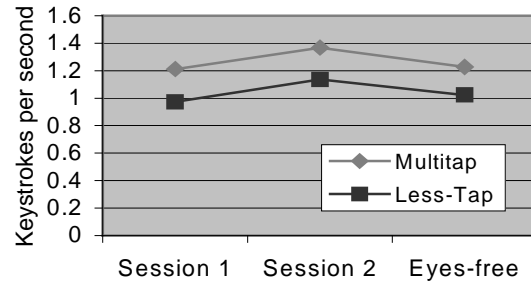 Keystrokes per second
1.6
1.4
1.2
1
0.8
0.6
0.4
0.2
0
Multitap
Less-Tap
Session 1 Session 2 Eyes-free